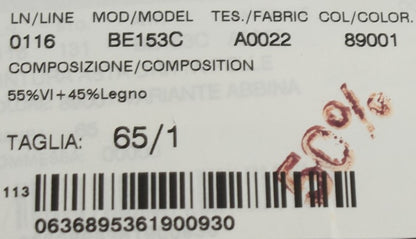 LN/LINE MOD/MODEL TES./FABRIC COL/COLOR.
0116 BE153C A0022 89001
COMPOSIZIONE/COMPOSITION
55%VI+45%Legno
TAGLIA: 65/1
50%
113
0636895361900930